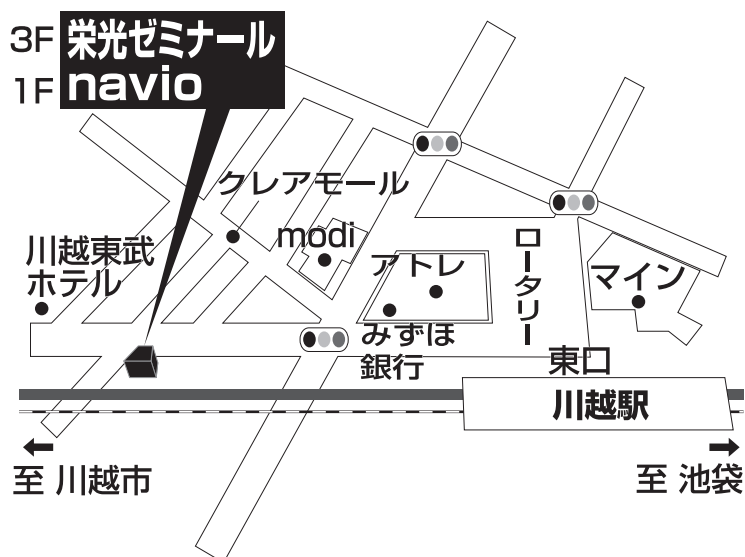 3F 栄光ゼミナール
1F navio
クレアモール
modi
川越東武
ホテル
アトレ
ロータリー
マイン
みずほ
銀行
東口
川越駅
至 川越市
至 池袋